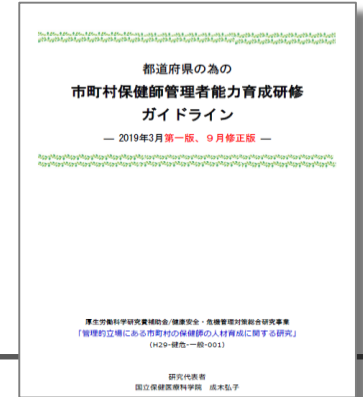 都道府県の為の
市町村保健師管理者能力育成研修
ガイドライン
― 2019年3月第一版、9月修正版 ―
厚生労働科学研究費補助金/健康安全・危機管理対策総合研究事業
「管理的立場にある市町村の保健師の人材育成に関する研究」
(H29-健危-一般-001)
研究代表者
国立保健医療科学院 成木弘子